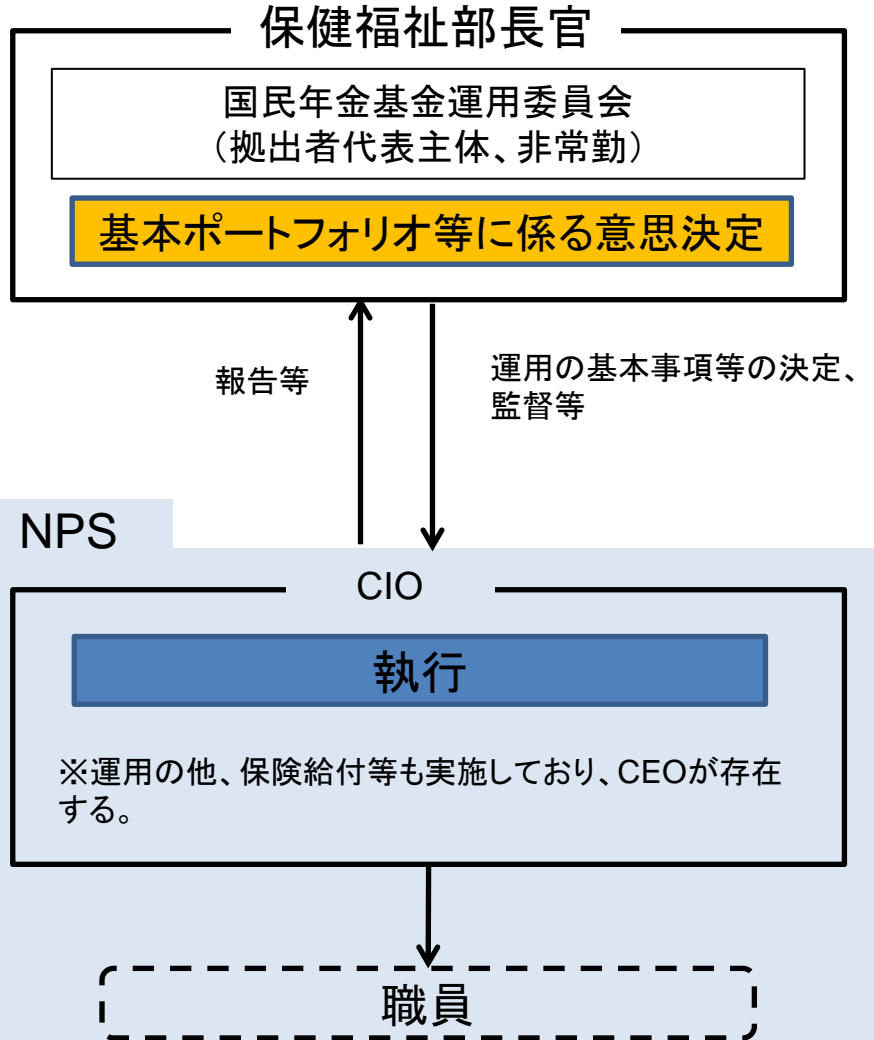 保健福祉部長官
国民年金基金運用委員会
（拠出者代表主体、非常勤）
基本ポートフォリオ等に係る意思決定
報告等
運用の基本事項等の決定、
監督等
NPS
CIO
執行
※運用の他、保険給付等も実施しており、CEOが存在
する。
職員